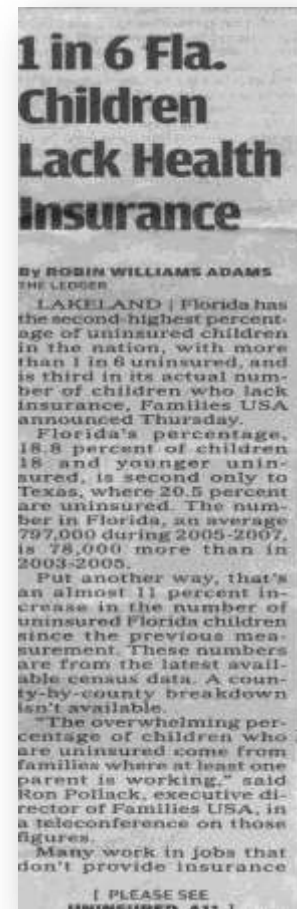 1 in 6 Fla.
Children
Lack Health
Insurance
By ROBIN WILLIAMS ADAMS
THE LEDGER
LAKELAND | Florida has
the second-highest percent-
age of uninsured children
in the nation, with more
than 1 in 6 uninsured, and
is third in its actual num-
ber of children who lack
insurance, Families USA
announced Thursday.
Florida's percentage,
18.8 percent of children
18 and younger unin-
sured, is second only to
Texas, where 20.5 percent
are uninsured. The num-
ber in Florida, an average
797,000 during 2005-2007,
is 78,000 more than in
2003-2005.
Put another way, that's
an almost 11 percent in-
crease in the number of
uninsured Florida children
since the previous mea-
surement. These numbers
are from the latest avail-
able census data. A coun-
ty-by-county breakdown
isn't available.
"The overwhelming per-
centage of children who
are uninsured come from
families where at least one
parent is working," said
Ron Pollack, executive di-
rector of Families USA, in
a teleconference on those
figures.
Many work in jobs that
don't provide insurance
[ PLEASE SEE
UNINSURED, A11 ]